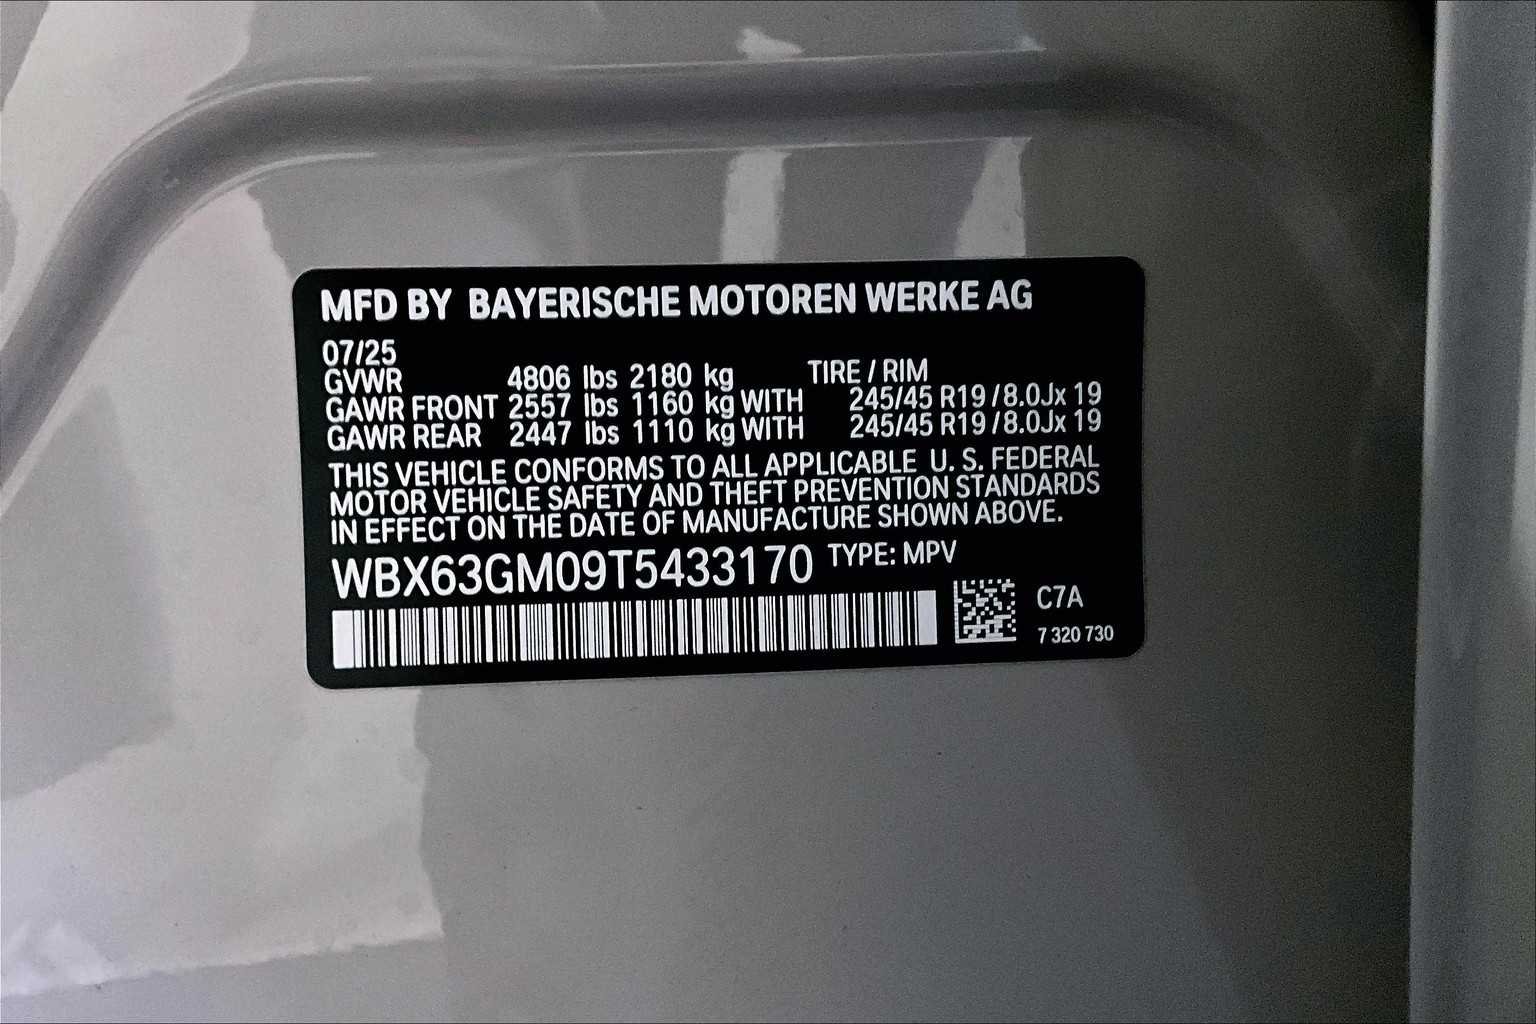 MFD BY BAYERISCHE MOTOREN WERKE AG
07/25
GVWR 4806 lbs 2180 kg TIRE / RIM
GAWR FRONT 2557 lbs 1160 kg WITH 245/45 R19 / 8.0Jx 19
GAWR REAR 2447 lbs 1110 kg WITH 245/45 R19 / 8.0Jx 19
THIS VEHICLE CONFORMS TO ALL APPLICABLE U. S. FEDERAL
MOTOR VEHICLE SAFETY AND THEFT PREVENTION STANDARDS
IN EFFECT ON THE DATE OF MANUFACTURE SHOWN ABOVE.
WBX63GM09T5433170 TYPE: MPV
C7A
7 320 730